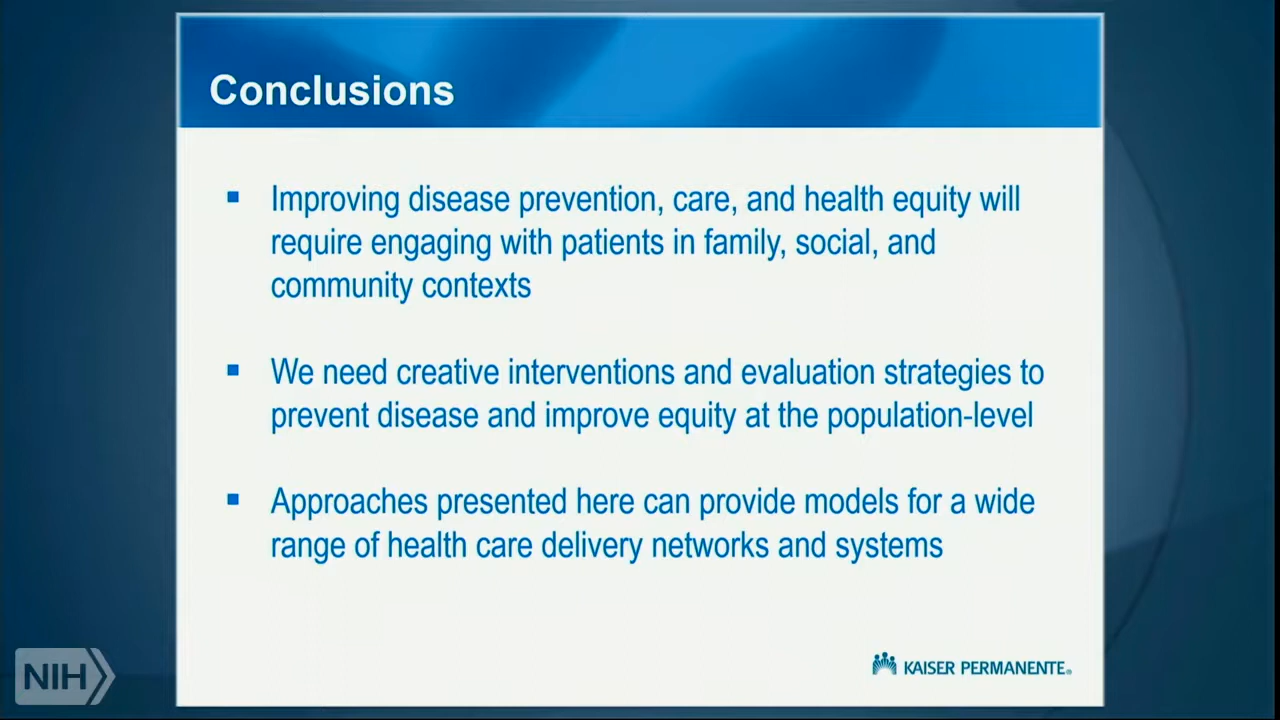 Conclusions
▪ Improving disease prevention, care, and health equity will
require engaging with patients in family, social, and
community contexts
▪ We need creative interventions and evaluation strategies to
prevent disease and improve equity at the population-level
▪ Approaches presented here can provide models for a wide
range of health care delivery networks and systems
KAISER PERMANENTE®
NIH